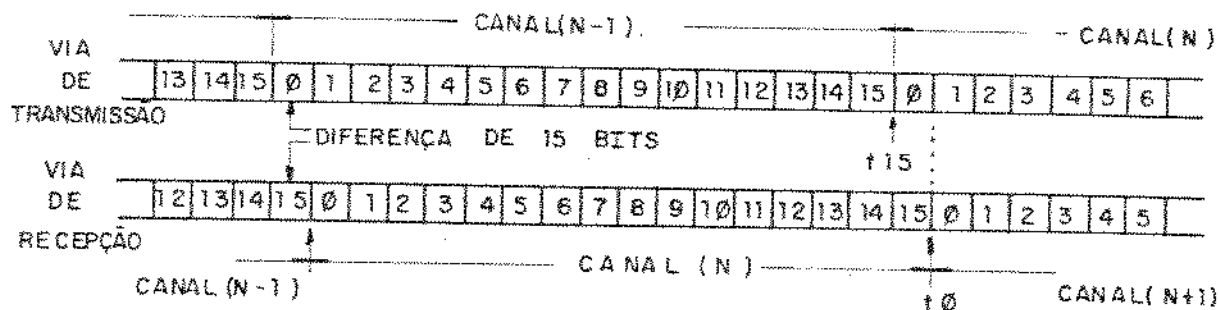 CANAL(N-1).
CANAL(N)
VIA
DE
TRANSMISSÃO
13 14 15 Ø 1 2 3 4 5 6 7 8 9 1Ø 11 12 13 14 15 Ø 1 2 3 4 5 6
DIFERENÇA DE 15 BITS
t15
VIA
DE
RECEPÇÃO
12 13 14 15 Ø 1 2 3 4 5 6 7 8 9 1Ø 11 12 13 14 15 Ø 1 2 3 4 5
CANAL(N-1)
CANAL (N)
tØ
CANAL(N+1)